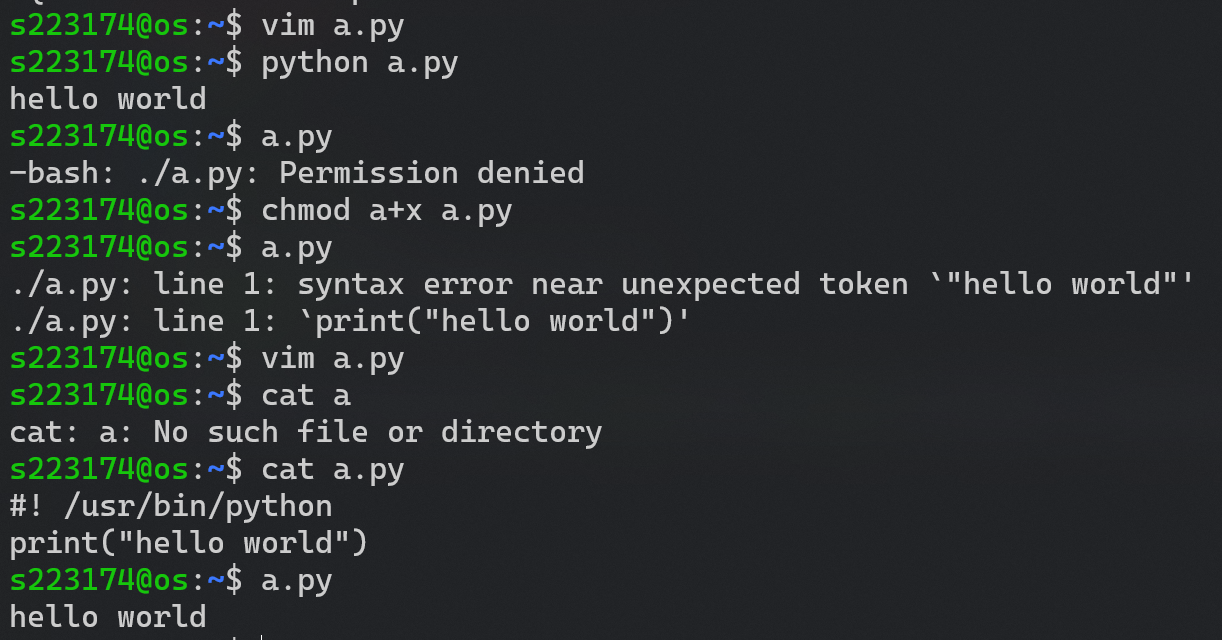 s223174@os:~$ vim a.py
s223174@os:~$ python a.py
hello world
s223174@os:~$ a.py
-bash: ./a.py: Permission denied
s223174@os:~$ chmod a+x a.py
s223174@os:~$ a.py
./a.py: line 1: syntax error near unexpected token `"hello world"'
./a.py: line 1: `print("hello world")'
s223174@os:~$ vim a.py
s223174@os:~$ cat a
cat: a: No such file or directory
s223174@os:~$ cat a.py
#! /usr/bin/python
print("hello world")
s223174@os:~$ a.py
hello world